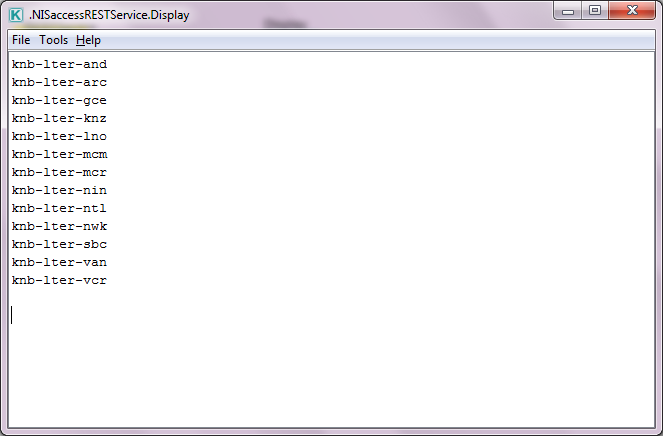 .NISaccessRESTService.Display
File Tools Help
knb-lter-and
knb-lter-arc
knb-lter-gce
knb-lter-knz
knb-lter-lno
knb-lter-mcm
knb-lter-mcr
knb-lter-nin
knb-lter-ntl
knb-lter-nwk
knb-lter-sbc
knb-lter-van
knb-lter-vcr